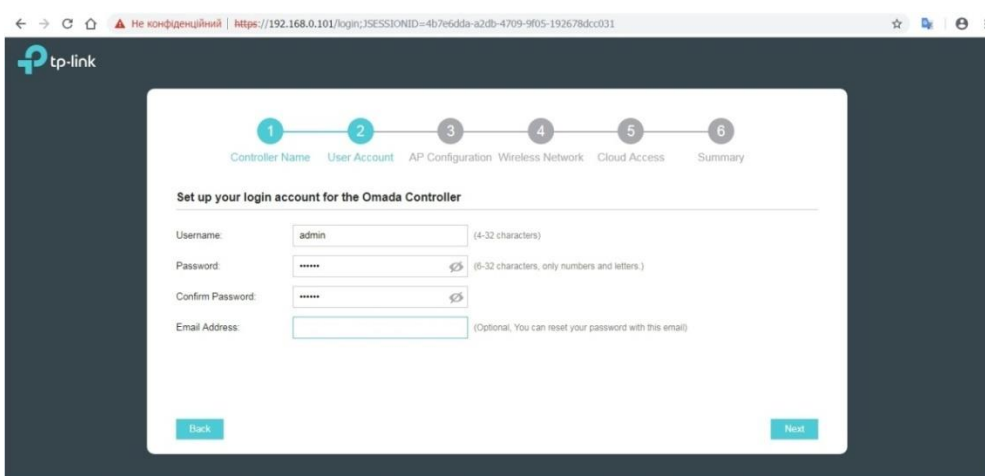 Не конфіденційний | https://192.168.0.101/login;JSESSIONID=4b7e6dda-a2db-4709-9f05-192678dcc031
tp-link
1 2 3 4 5 6
Controller Name User Account AP Configuration Wireless Network Cloud Access Summary
Set up your login account for the Omada Controller
Username: admin (4-32 characters)
Password: •••••• (6-32 characters, only numbers and letters.)
Confirm Password: ••••••
Email Address: (Optional, You can reset your password with this email)
Back Next